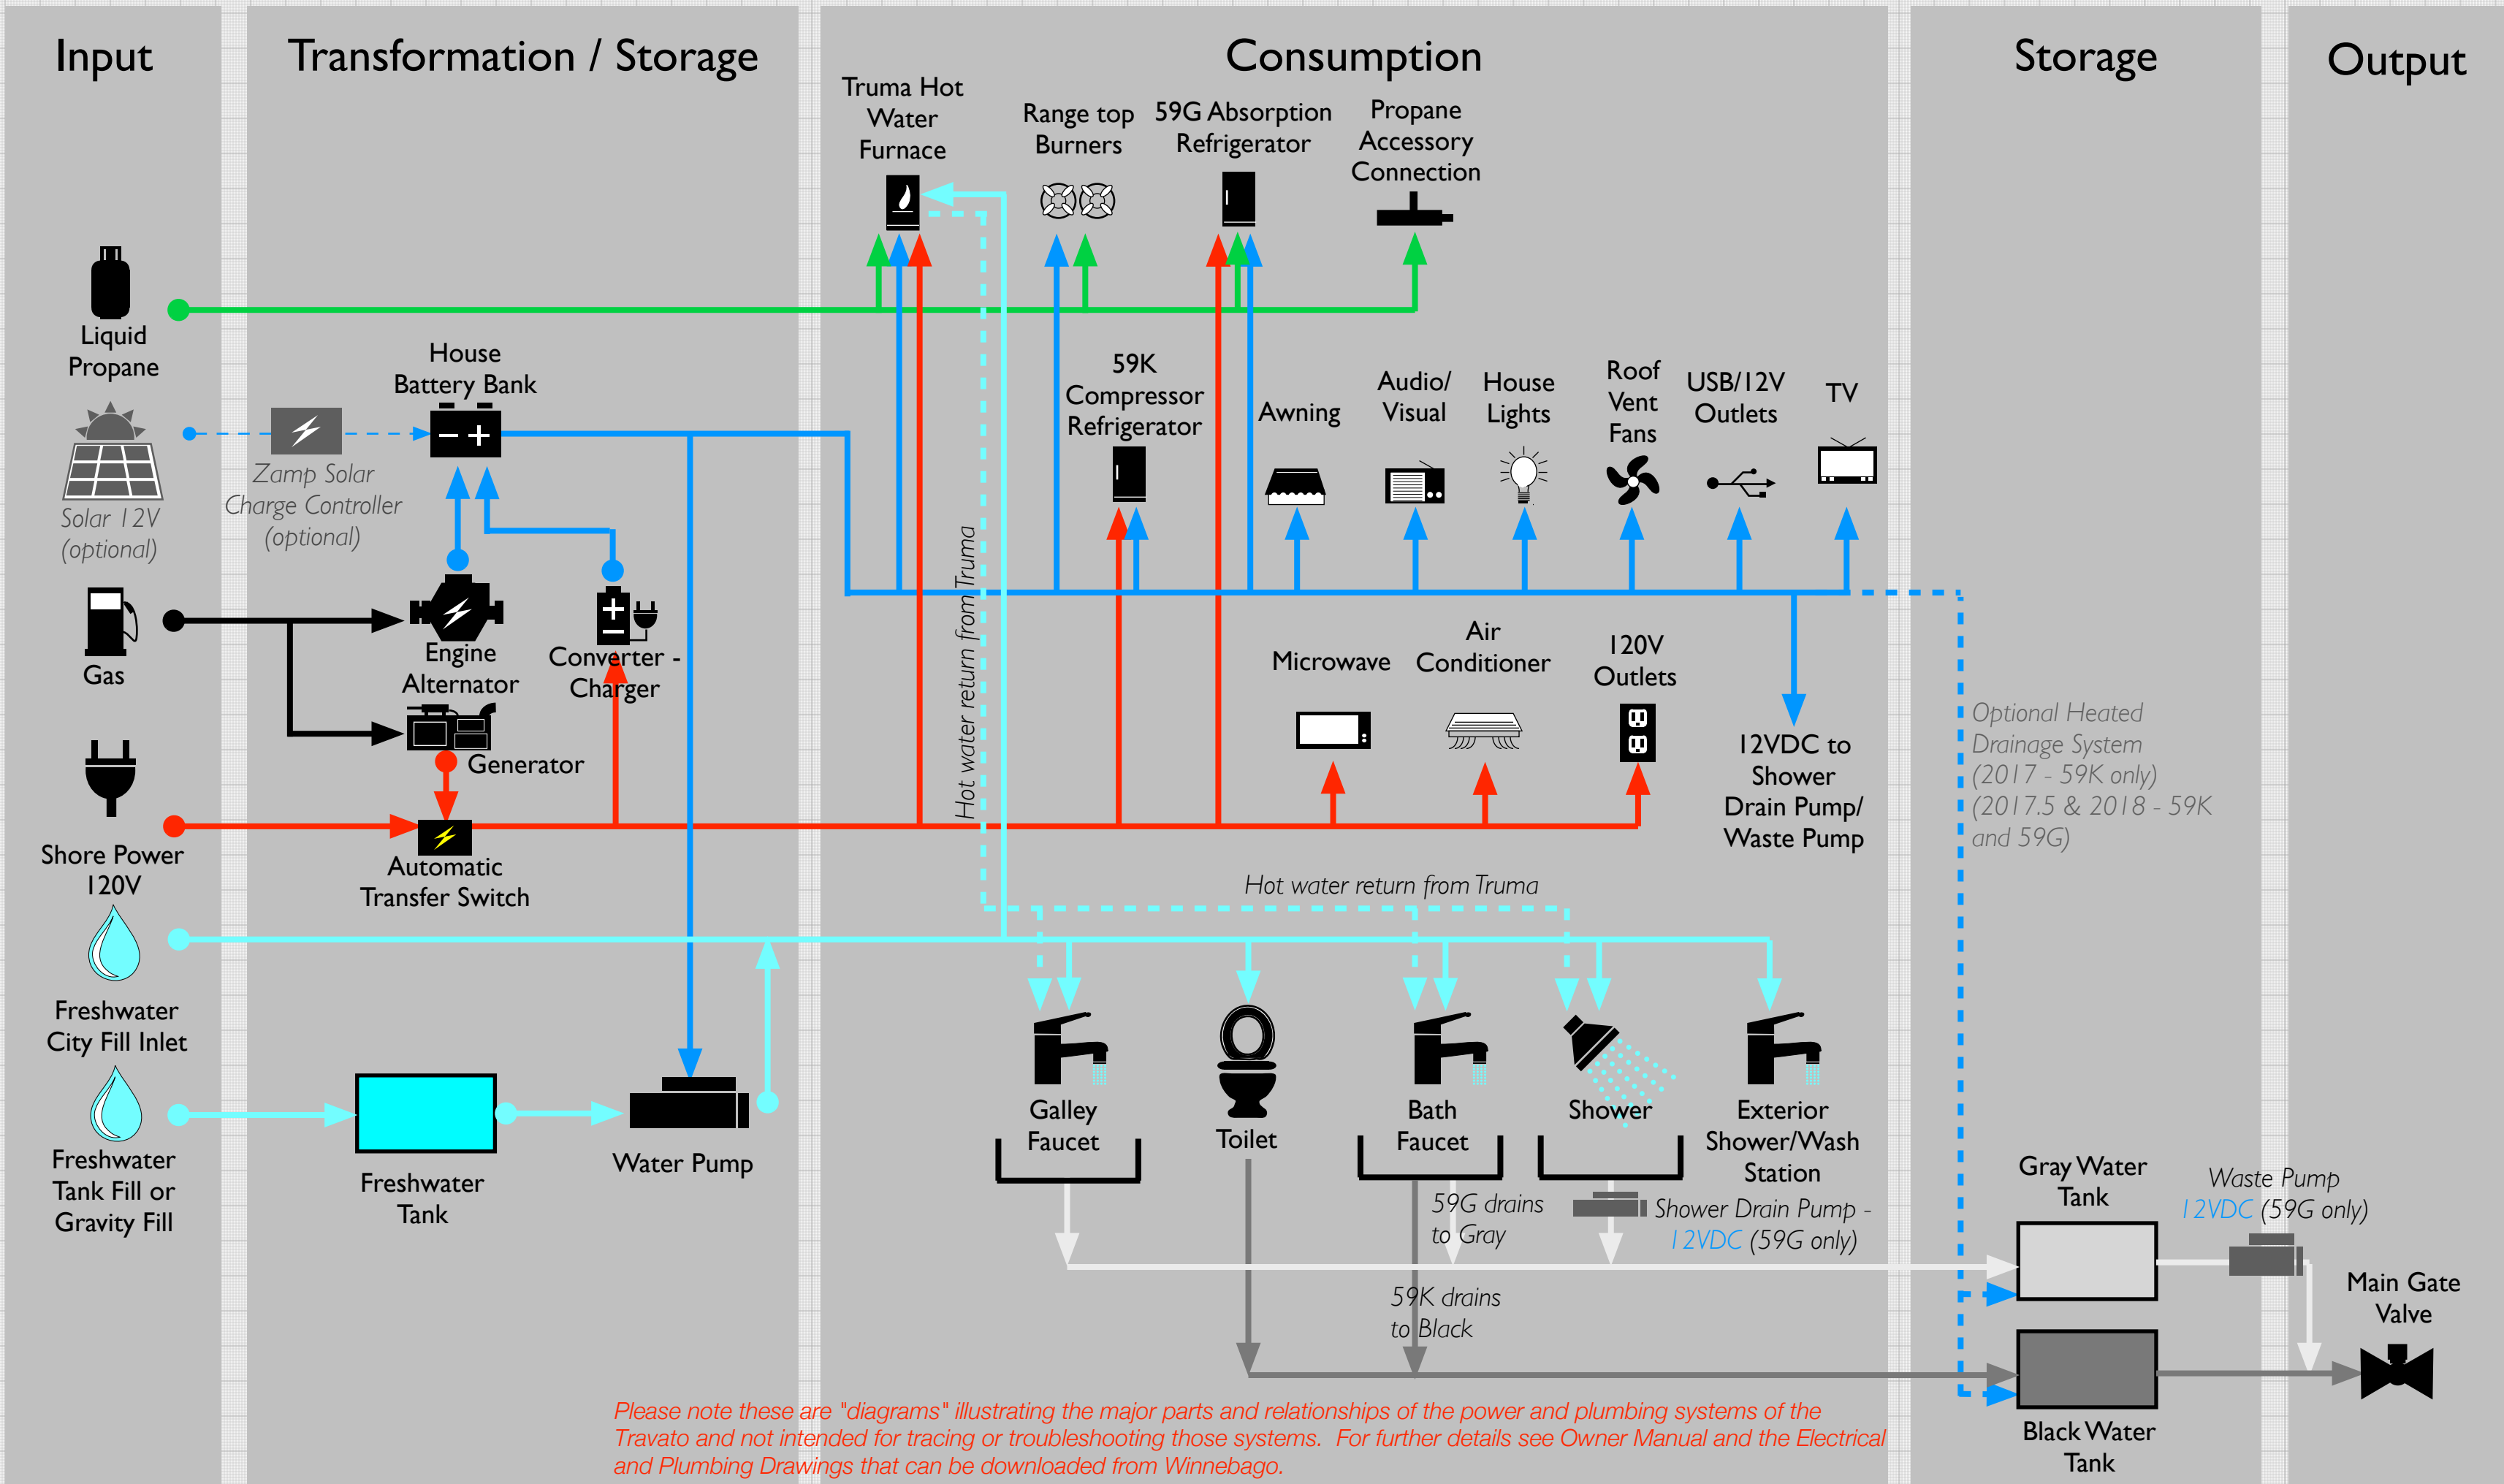 Input
Transformation / Storage
Consumption
Storage
Output
Truma Hot
Water
Furnace
Range top
Burners
59G Absorption
Refrigerator
Propane
Accessory
Connection
Liquid
Propane
House
Battery Bank
59K
Compressor
Refrigerator
Awning
Audio/
Visual
House
Lights
Roof
Vent
Fans
USB/12V
Outlets
TV
Solar 12V
(optional)
Zamp Solar
Charge Controller
(optional)
Gas
Engine
Alternator
Converter -
Charger
Generator
Hot water return from Truma
Microwave
Air
Conditioner
120V
Outlets
12VDC to
Shower
Drain Pump/
Waste Pump
Optional Heated
Drainage System
(2017 - 59K only)
(2017.5 & 2018 - 59K
and 59G)
Shore Power
120V
Automatic
Transfer Switch
Hot water return from Truma
Freshwater
City Fill Inlet
Freshwater
Tank Fill or
Gravity Fill
Freshwater
Tank
Water Pump
Galley
Faucet
Toilet
Bath
Faucet
Shower
Exterior
Shower/Wash
Station
59G drains
to Gray
Shower Drain Pump -
12VDC (59G only)
59K drains
to Black
Gray Water
Tank
Waste Pump
12VDC (59G only)
Main Gate
Valve
Black Water
Tank
Please note these are "diagrams" illustrating the major parts and relationships of the power and plumbing systems of the
Travato and not intended for tracing or troubleshooting those systems.  For further details see Owner Manual and the Electrical
and Plumbing Drawings that can be downloaded from Winnebago.